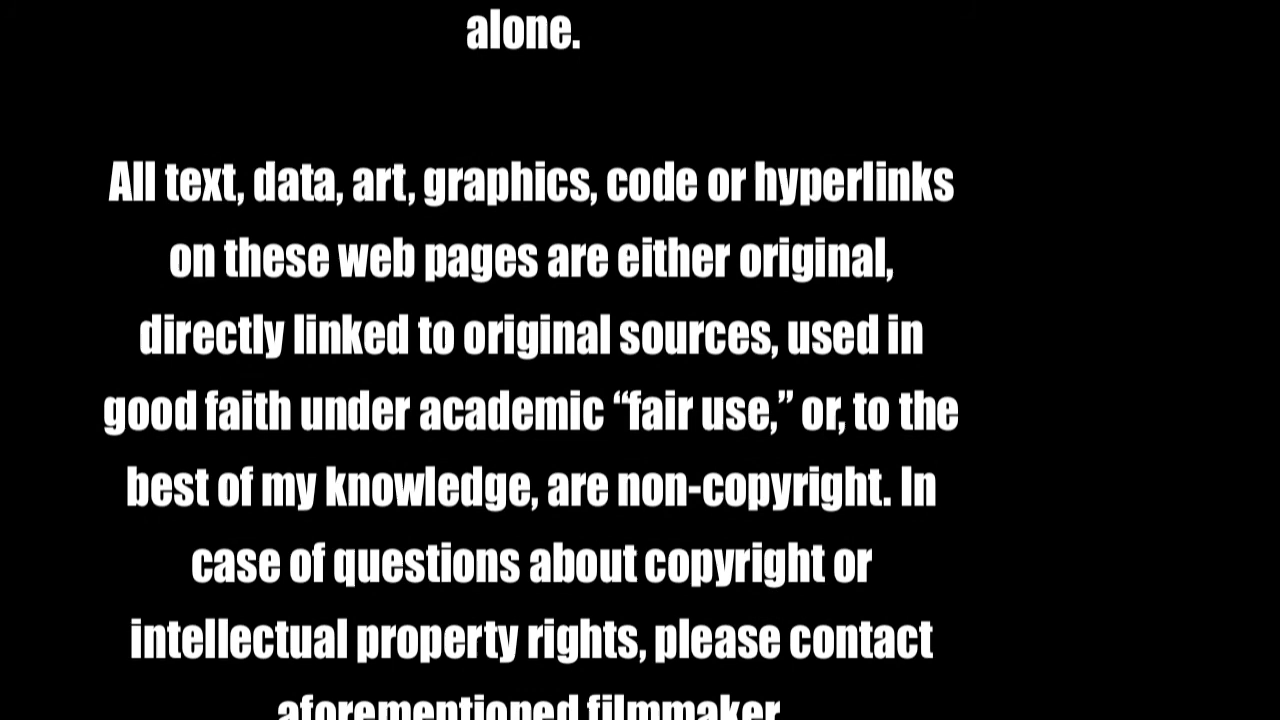 alone.
All text, data, art, graphics, code or hyperlinks
on these web pages are either original,
directly linked to original sources, used in
good faith under academic “fair use,” or, to the
best of my knowledge, are non-copyright. In
case of questions about copyright or
intellectual property rights, please contact
aforementioned filmmaker